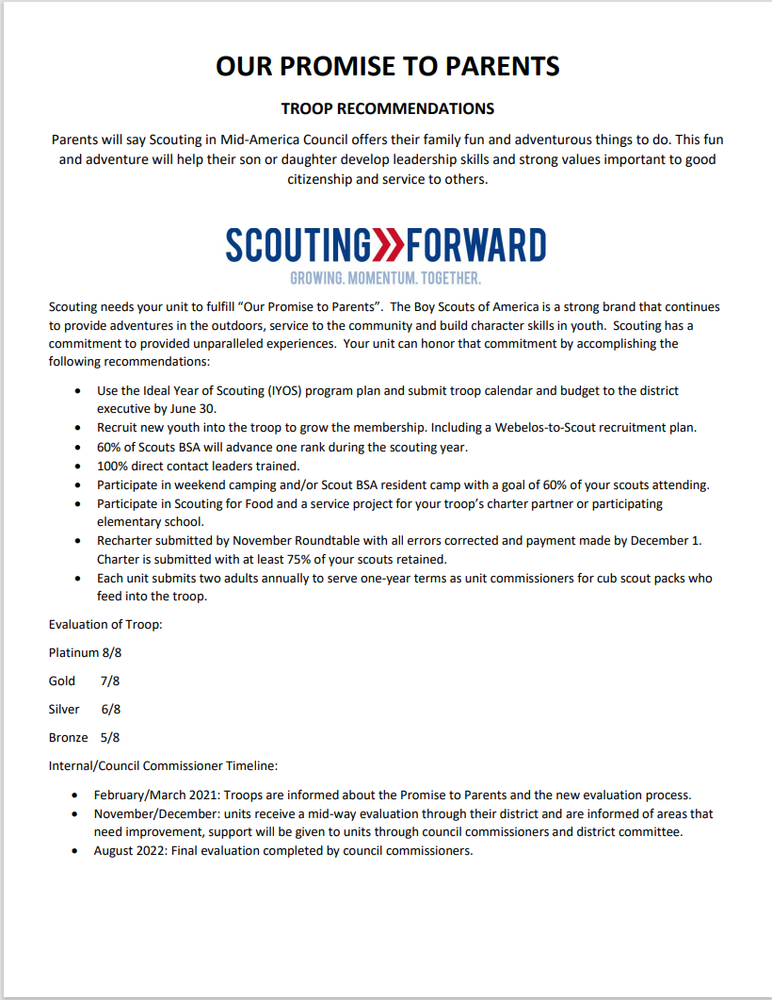 OUR PROMISE TO PARENTS
TROOP RECOMMENDATIONS
Parents will say Scouting in Mid-America Council offers their family fun and adventurous things to do. This fun
and adventure will help their son or daughter develop leadership skills and strong values important to good
citizenship and service to others.
SCOUTING»FORWARD
GROWING. MOMENTUM. TOGETHER.
Scouting needs your unit to fulfill “Our Promise to Parents”.  The Boy Scouts of America is a strong brand that continues
to provide adventures in the outdoors, service to the community and build character skills in youth.  Scouting has a
commitment to provided unparalleled experiences.  Your unit can honor that commitment by accomplishing the
following recommendations:
• Use the Ideal Year of Scouting (IYOS) program plan and submit troop calendar and budget to the district
executive by June 30.
• Recruit new youth into the troop to grow the membership. Including a Webelos-to-Scout recruitment plan.
• 60% of Scouts BSA will advance one rank during the scouting year.
• 100% direct contact leaders trained.
• Participate in weekend camping and/or Scout BSA resident camp with a goal of 60% of your scouts attending.
• Participate in Scouting for Food and a service project for your troop’s charter partner or participating
elementary school.
• Recharter submitted by November Roundtable with all errors corrected and payment made by December 1.
Charter is submitted with at least 75% of your scouts retained.
• Each unit submits two adults annually to serve one-year terms as unit commissioners for cub scout packs who
feed into the troop.
Evaluation of Troop:
Platinum 8/8
Gold 7/8
Silver 6/8
Bronze 5/8
Internal/Council Commissioner Timeline:
• February/March 2021: Troops are informed about the Promise to Parents and the new evaluation process.
• November/December: units receive a mid-way evaluation through their district and are informed of areas that
need improvement, support will be given to units through council commissioners and district committee.
• August 2022: Final evaluation completed by council commissioners.